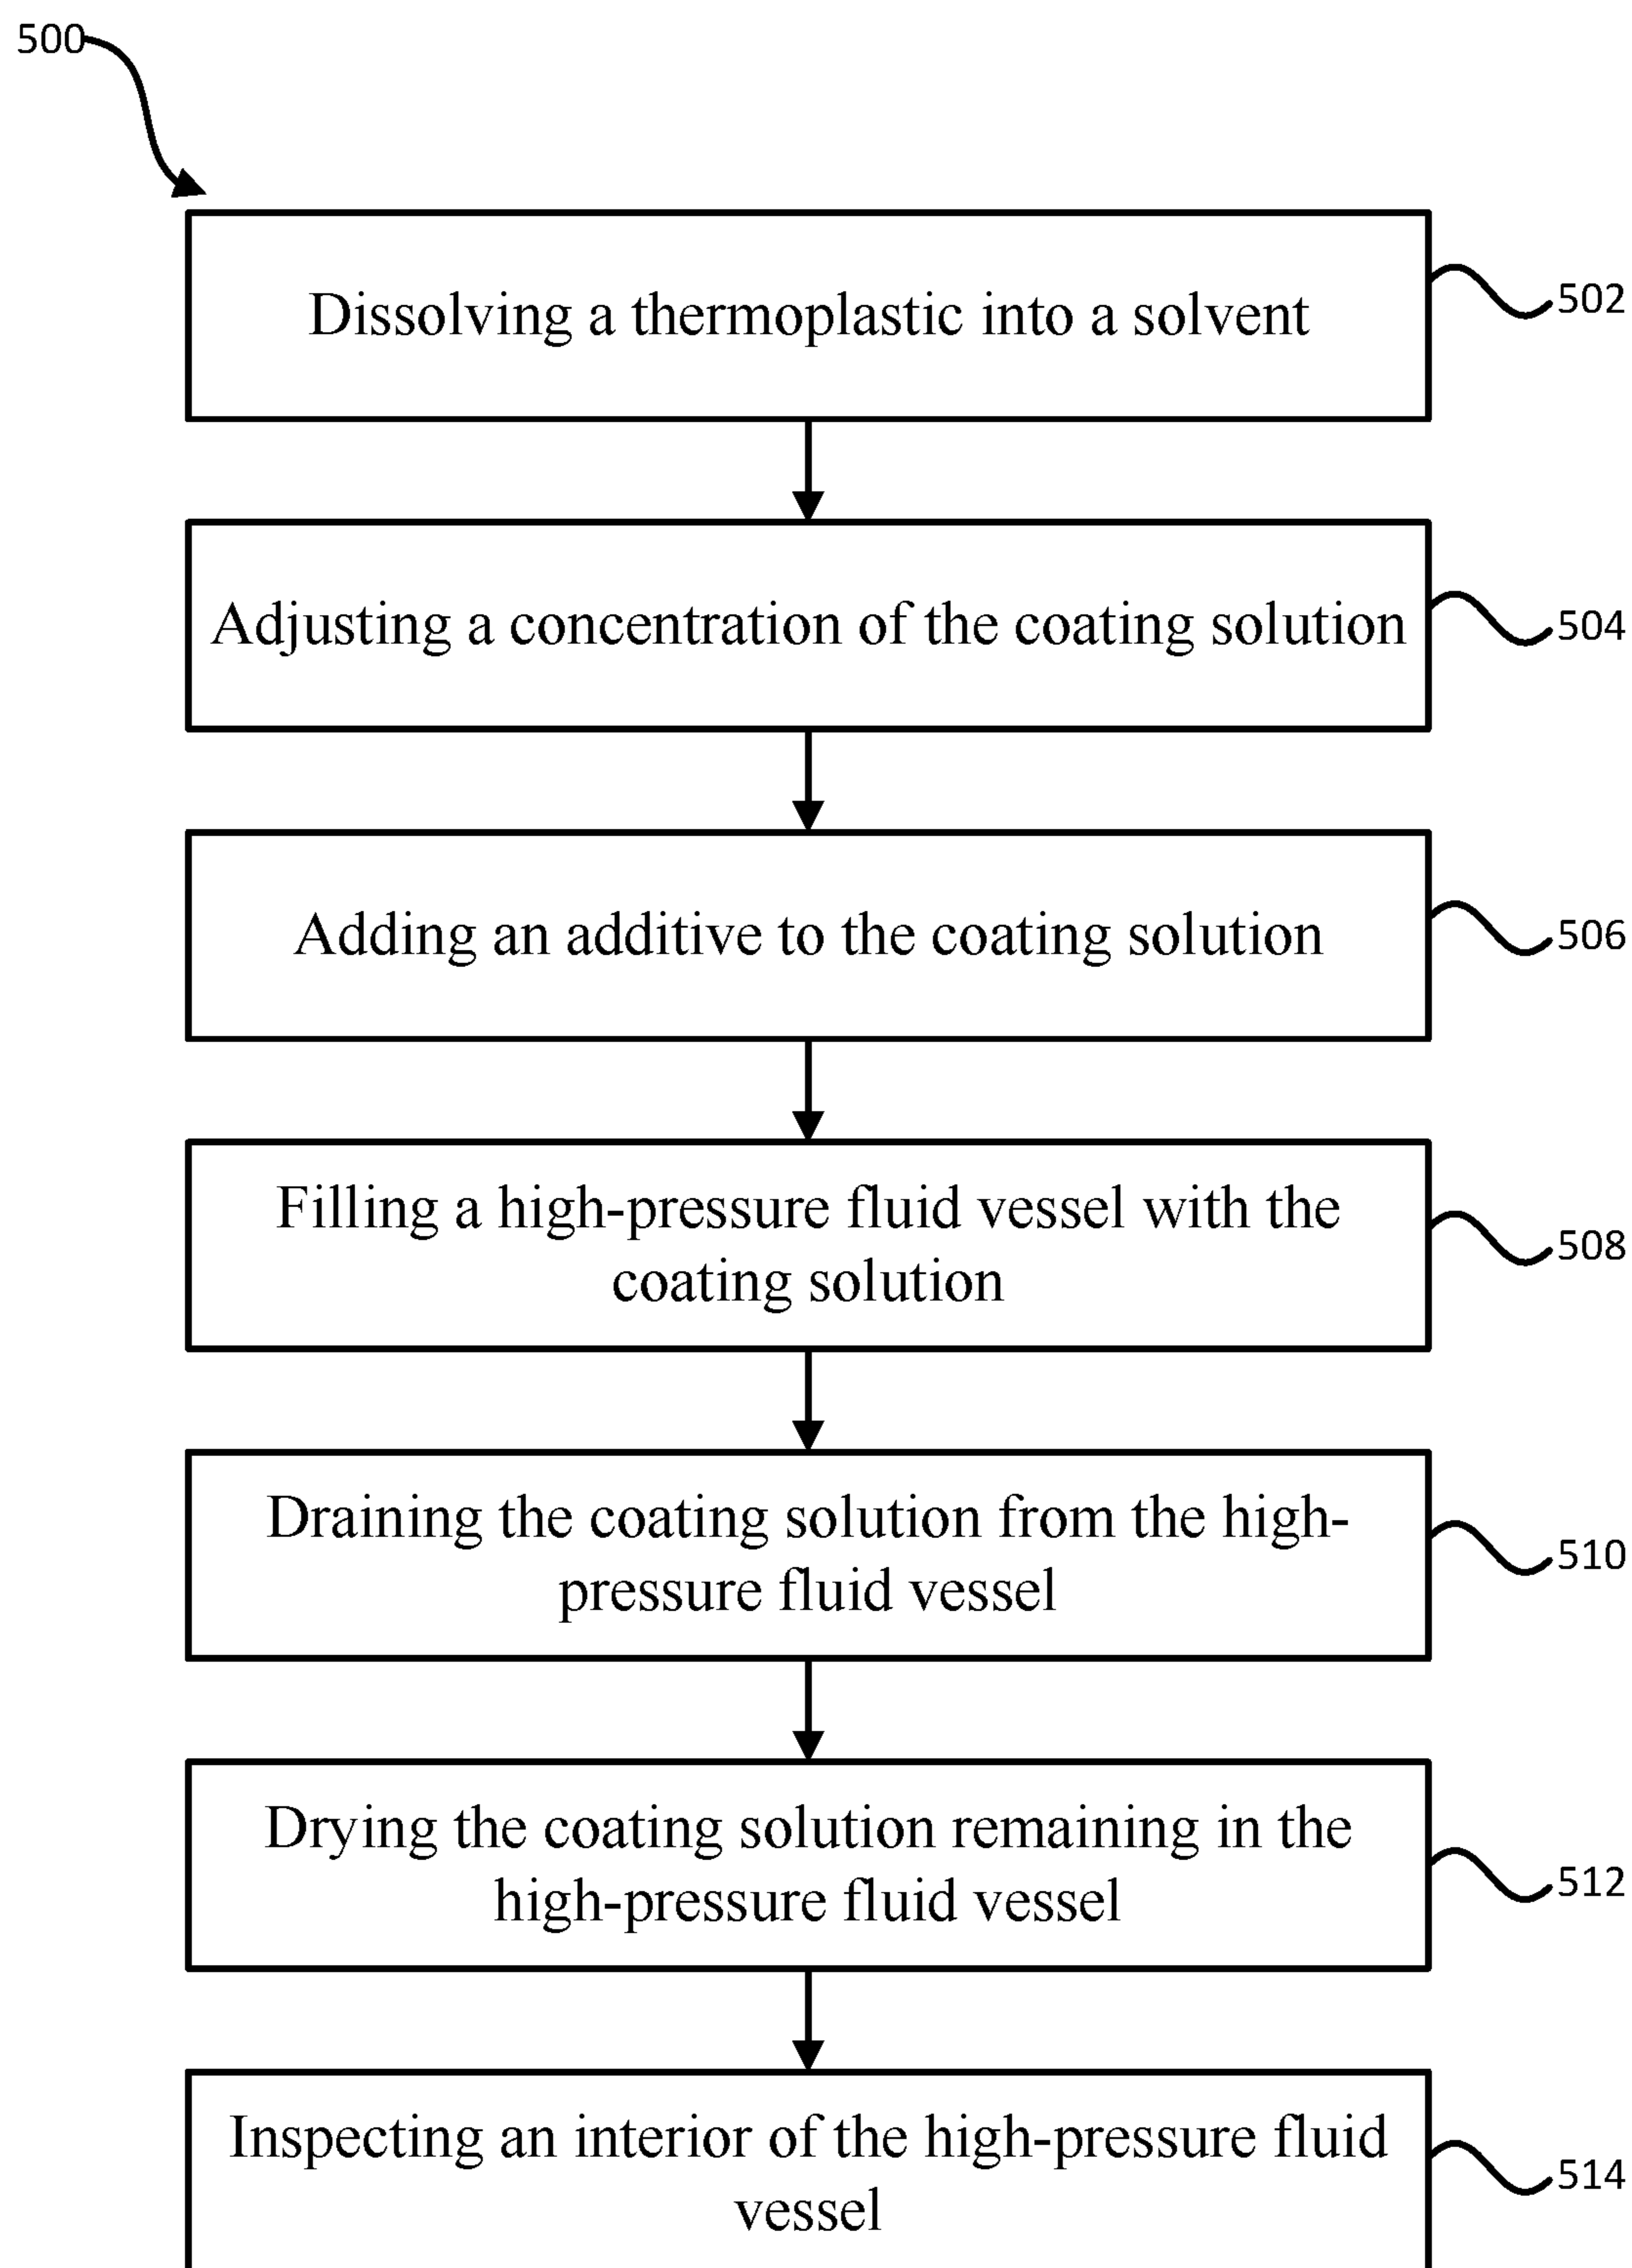 500
Dissolving a thermoplastic into a solvent
502
Adjusting a concentration of the coating solution
504
Adding an additive to the coating solution
506
Filling a high-pressure fluid vessel with the
coating solution
508
Draining the coating solution from the high-
pressure fluid vessel
510
Drying the coating solution remaining in the
high-pressure fluid vessel
512
Inspecting an interior of the high-pressure fluid
vessel
514